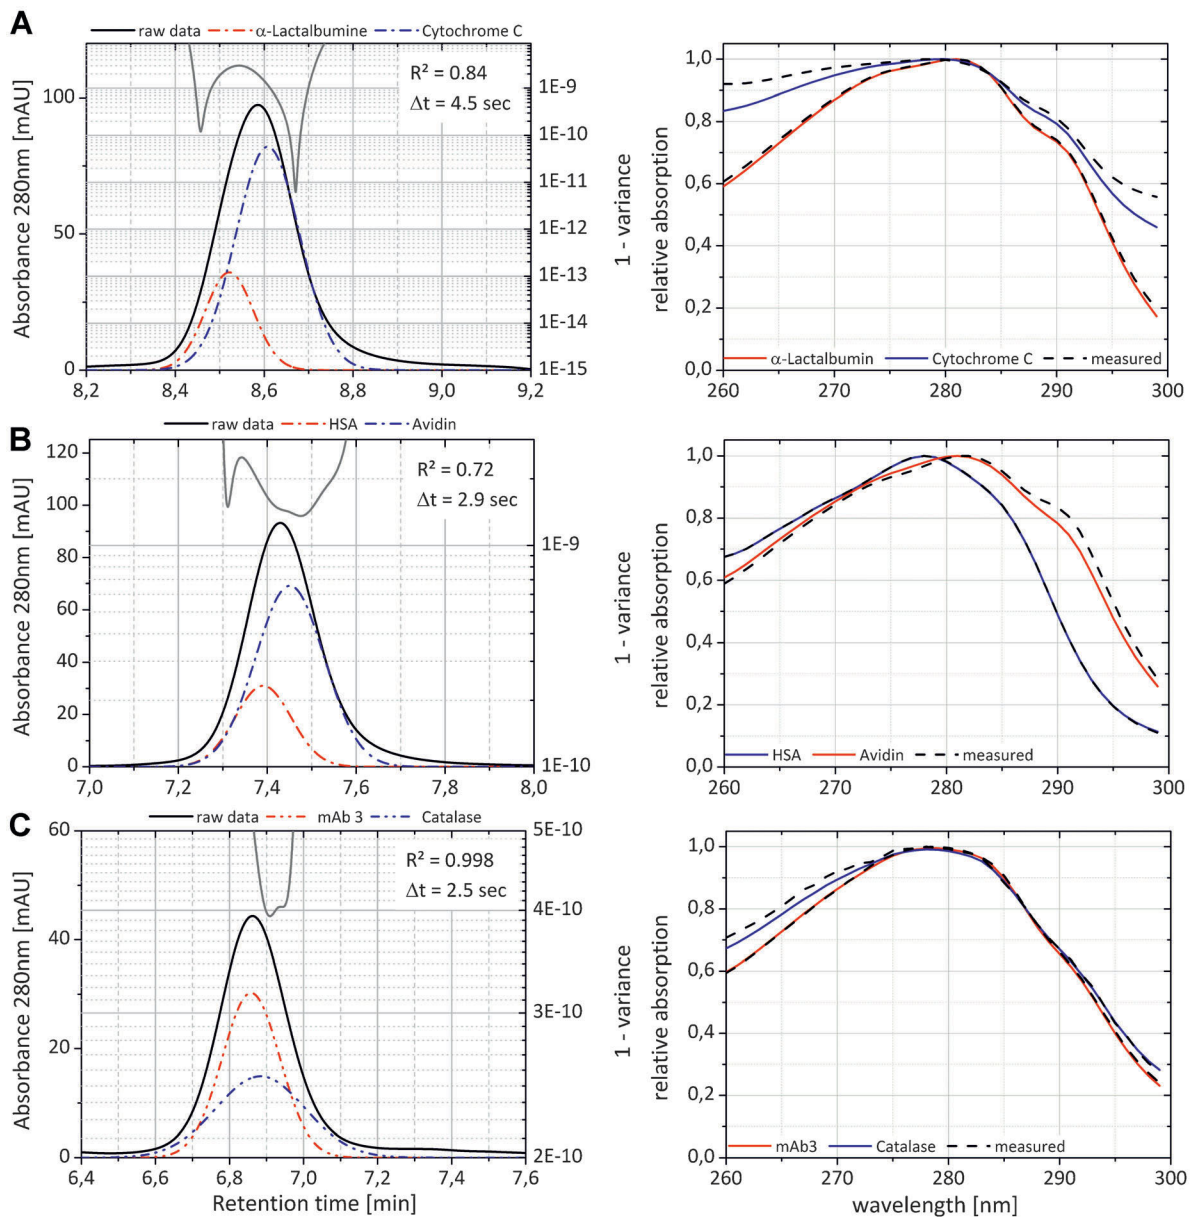 A
raw data α-Lactalbumine Cytochrome C
R² = 0.84
Δt = 4.5 sec
Absorbance 280nm [mAU]
100
50
0
1E-9
1E-10
1E-11
1E-12
1E-13
1E-14
1E-15
1 - variance
8,2 8,4 8,6 8,8 9,0 9,2
relative absorption
1,0
0,8
0,6
0,4
0,2
0,0
α-Lactalbumin Cytochrome C measured
260 270 280 290 300
B
raw data HSA Avidin
R² = 0.72
Δt = 2.9 sec
Absorbance 280nm [mAU]
120
100
80
60
40
20
0
1E-9
1E-10
1 - variance
7,0 7,2 7,4 7,6 7,8 8,0
relative absorption
1,0
0,8
0,6
0,4
0,2
0,0
HSA Avidin measured
260 270 280 290 300
C
raw data mAb 3 Catalase
R² = 0.998
Δt = 2.5 sec
Absorbance 280nm [mAU]
60
40
20
0
5E-10
4E-10
3E-10
2E-10
1 - variance
6,4 6,6 6,8 7,0 7,2 7,4 7,6
Retention time [min]
relative absorption
1,0
0,8
0,6
0,4
0,2
0,0
mAb3 Catalase measured
260 270 280 290 300
wavelength [nm]